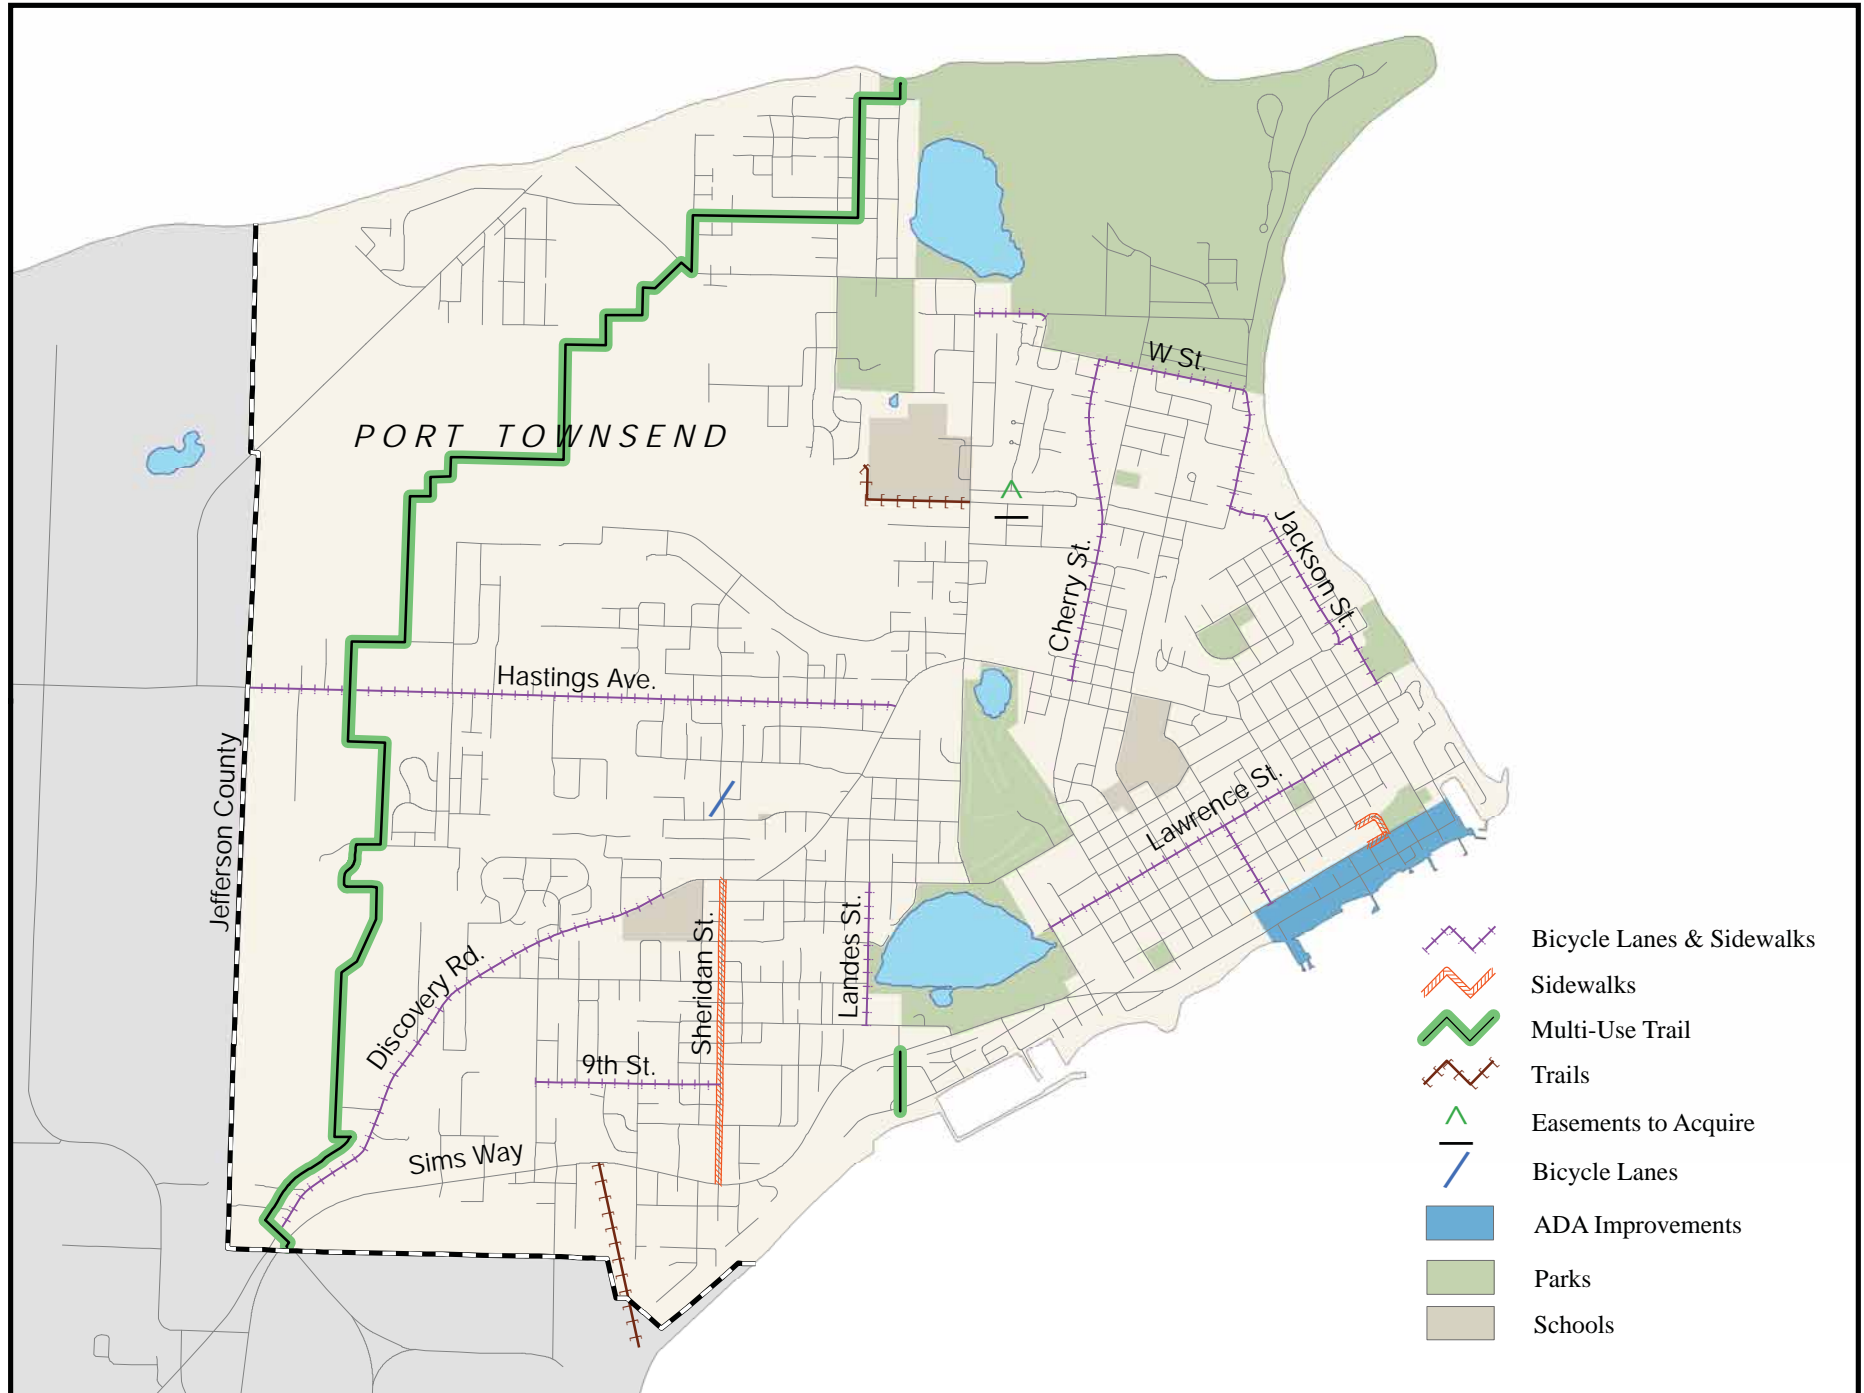 W St.
PORT TOWNSEND
Jackson St.
Cherry St.
Hastings Ave.
Jefferson County
Lawrence St.
Landes St.
Sheridan St.
Discovery Rd.
9th St.
Sims Way
Bicycle Lanes & Sidewalks
Sidewalks
Multi-Use Trail
Trails
Easements to Acquire
Bicycle Lanes
ADA Improvements
Parks
Schools